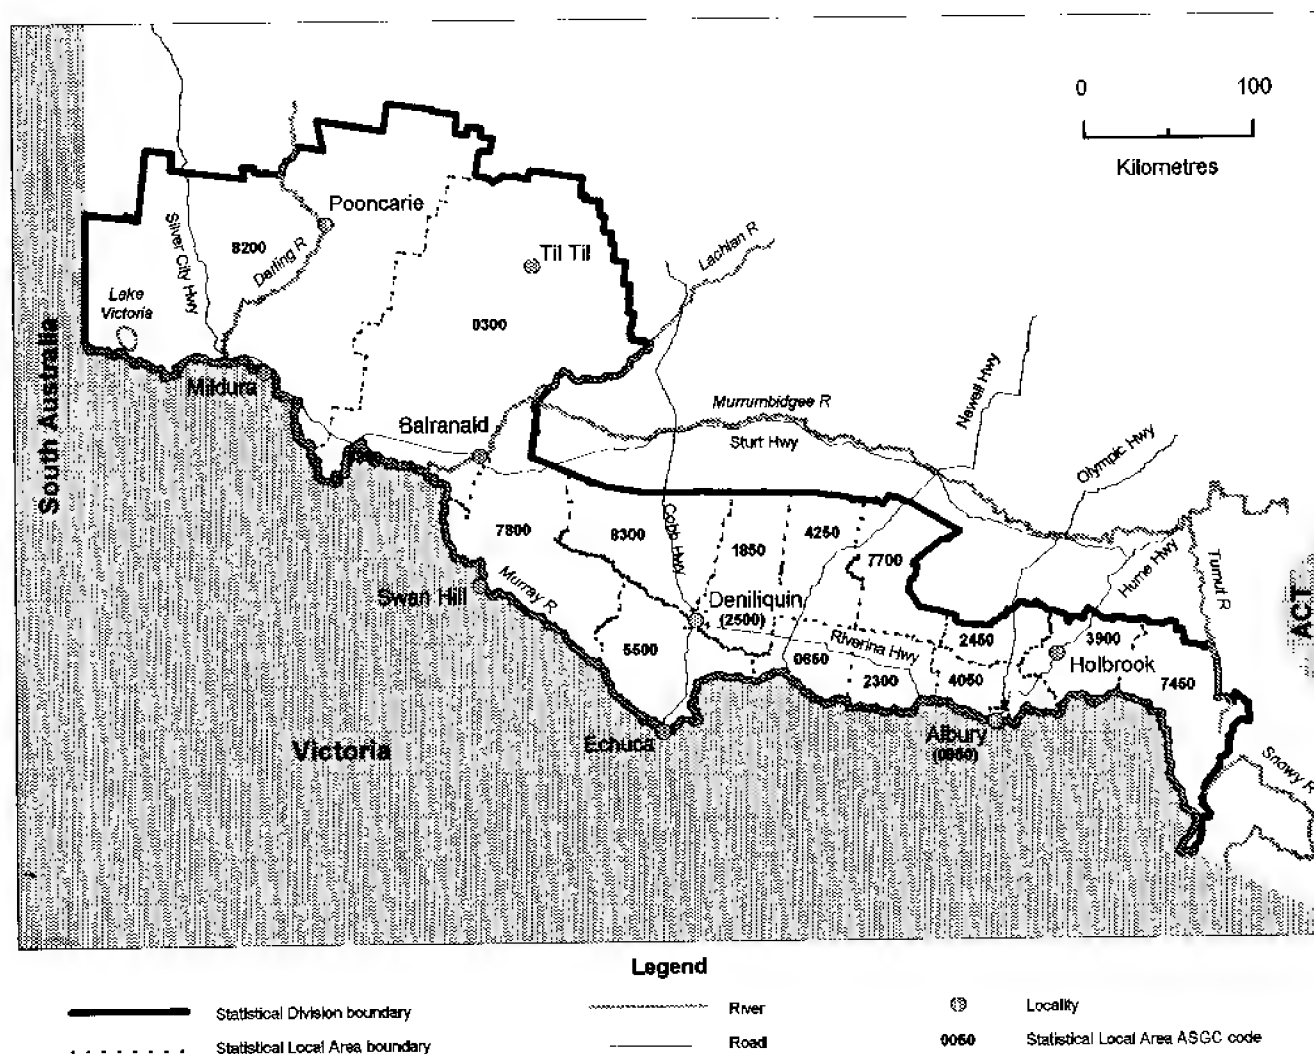 0
100
Kilometres
Pooncarie
Silver City Hwy
8200
Darling R
Til Til
Lachlan R
Lake
Victoria
0300
South Australia
Mildura
Balranald
Murrumbidgee R
Sturt Hwy
Newell Hwy
Olympic Hwy
7800
8300
Cobb Hwy
1850
4250
7700
Hume Hwy
Tumut R
ACT
Swan Hill
Murray R
Deniliquin
(2500)
5500
0650
Riverina Hwy
2300
2450
4050
3900
Holbrook
7450
Echuca
Albury
(0050)
Victoria
Snowy R
Legend
Statistical Division boundary
River
Locality
Statistical Local Area boundary
Road
0050
Statistical Local Area ASGC code